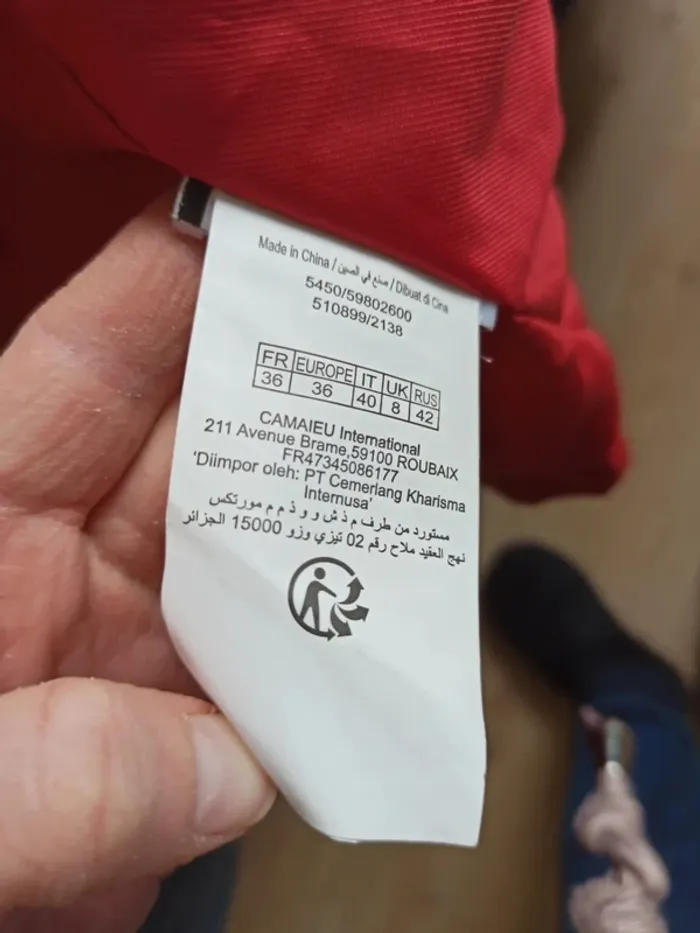 Made in China / صنع في الصين / Dibuat di Cina
5450/59802600
510899/2138
FR EUROPE IT UK RUS
36 36 40 8 42
CAMAIEU International
211 Avenue Brame,59100 ROUBAIX
FR47345086177
'Diimpor oleh: PT Cemerlang Kharisma
Internusa'
مستورد من طرف م ذ ش و و ذ م م مورتكس
نهج العقيد ملاح رقم 02 تيزي وزو 15000 الجزائر